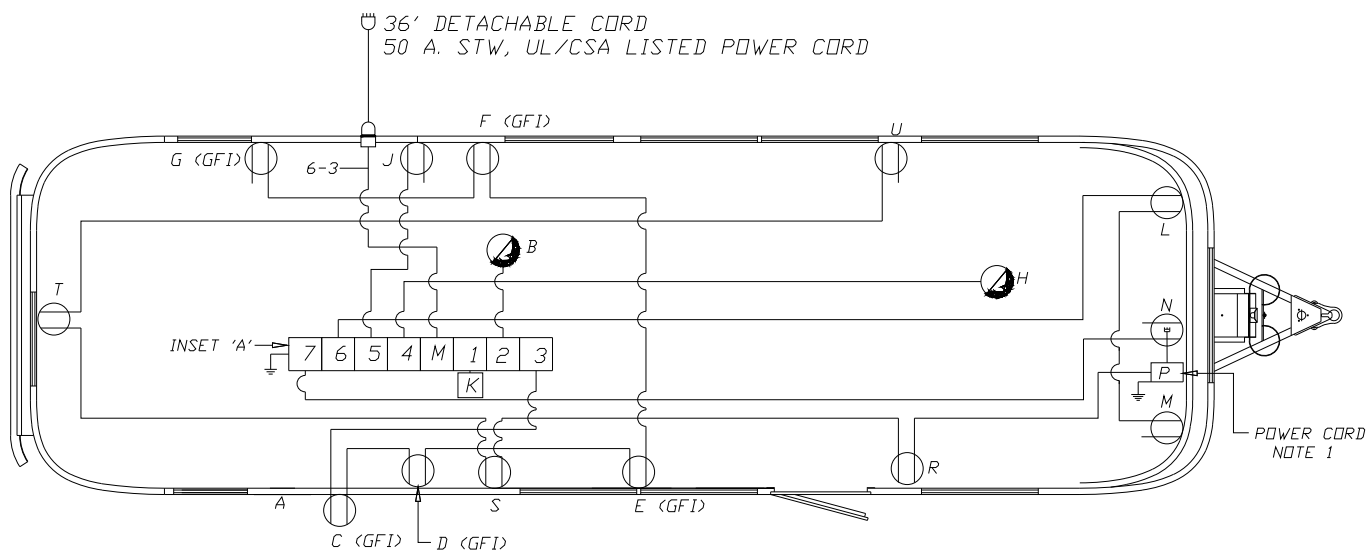 36' DETACHABLE CORD
50 A. STW, UL/CSA LISTED POWER CORD
F (GFI)
U
G (GFI)
J
6-3
L
B
H
T
N
INSET 'A'
7 6 5 4 M 1 2 3
K
P
M
POWER CORD
NOTE 1
R
A
S
E (GFI)
C (GFI)
D (GFI)